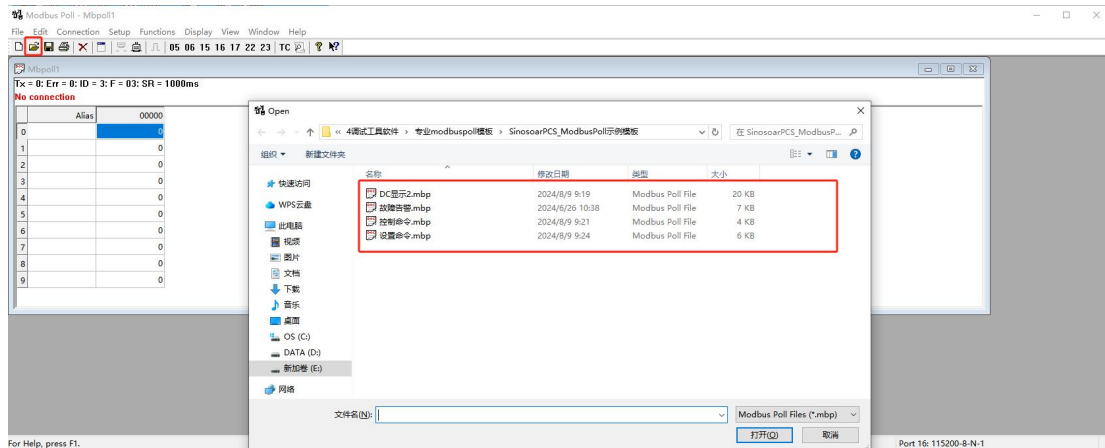 Modbus Poll - Mbpoll1
File Edit Connection Setup Functions Display View Window Help
05 06 15 16 17 22 23 TC
Mbpoll1
Tx = 0: Err = 0: ID = 3: F = 03: SR = 1000ms
No connection
Alias 00000
0 0
1 0
2 0
3 0
4 0
5 0
6 0
7 0
8 0
9 0
Open
« 4调试工具软件 › 专业modbuspoll模板 › SinosoarPCS_ModbusPoll示例模板
在 SinosoarPCS_ModbusP...
组织 新建文件夹
名称 修改日期 类型 大小
DC显示2.mbp 2024/8/9 9:19 Modbus Poll File 20 KB
故障告警.mbp 2024/6/26 10:38 Modbus Poll File 7 KB
控制命令.mbp 2024/8/9 9:21 Modbus Poll File 4 KB
设置命令.mbp 2024/8/9 9:24 Modbus Poll File 6 KB
快速访问
WPS云盘
此电脑
视频
图片
文档
下载
音乐
桌面
OS (C:)
DATA (D:)
新加卷 (E:)
网络
文件名(N):
Modbus Poll Files (*.mbp)
打开(O) 取消
For Help, press F1.
Port 16: 115200-8-N-1